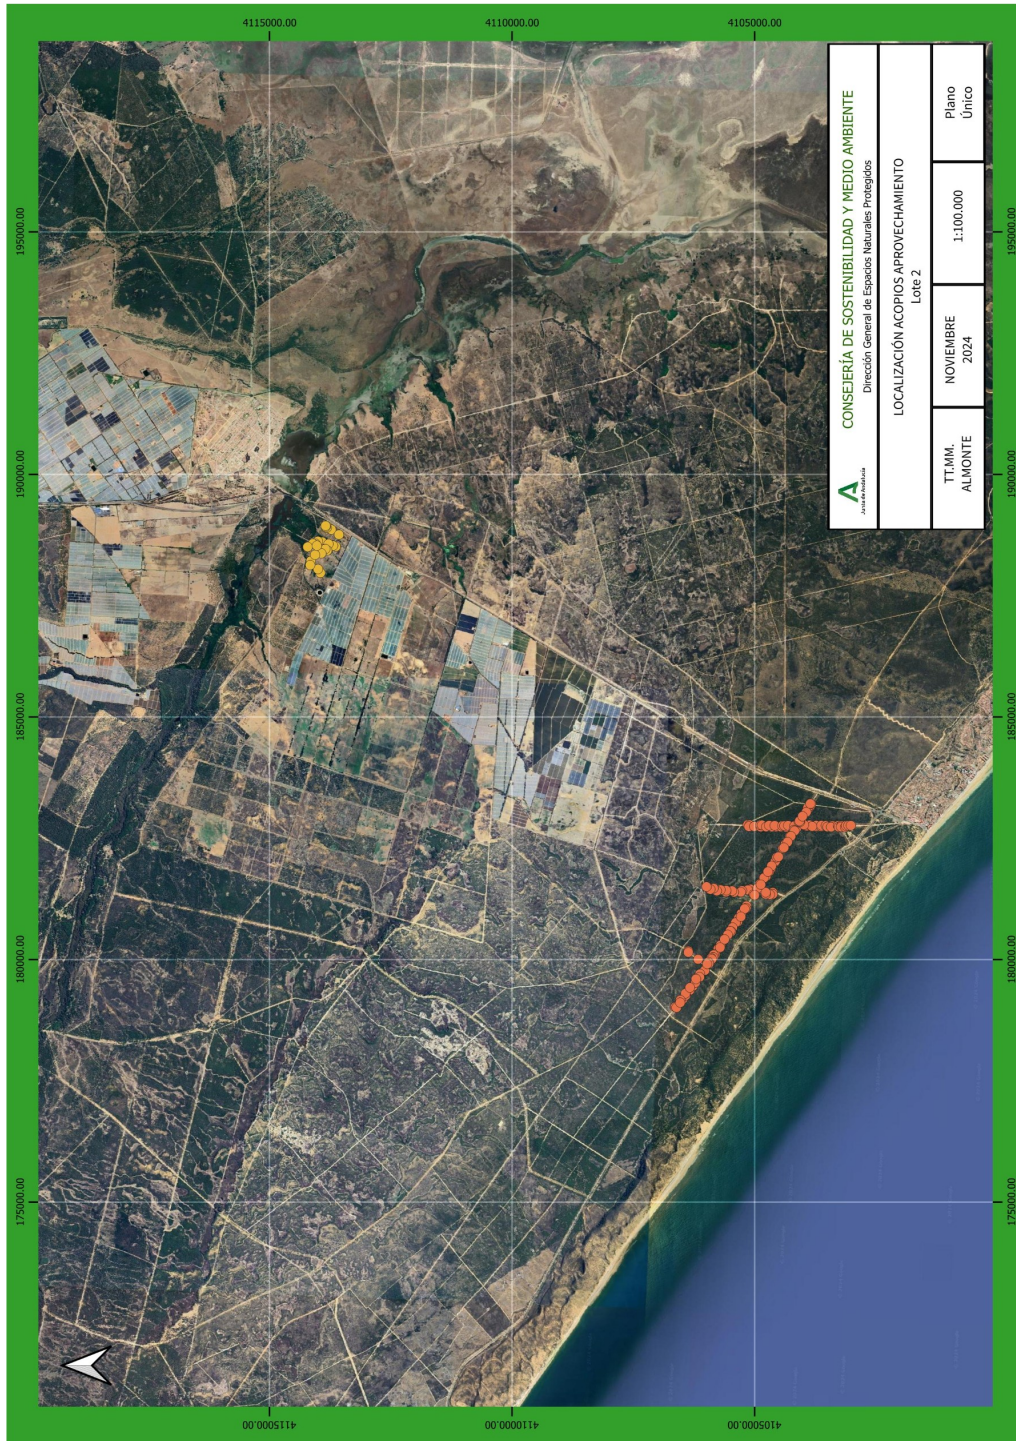 4115000.00
4110000.00
4105000.00
195000.00
190000.00
185000.00
180000.00
175000.00
Junta de Andalucía
CONSEJERÍA DE SOSTENIBILIDAD Y MEDIO AMBIENTE
Dirección General de Espacios Naturales Protegidos
LOCALIZACIÓN ACOPIOS APROVECHAMIENTO
Lote 2
TT.MM.
ALMONTE
NOVIEMBRE
2024
1:100.000
Plano
Único
195000.00
190000.00
185000.00
180000.00
175000.00
4115000.00
4110000.00
4105000.00